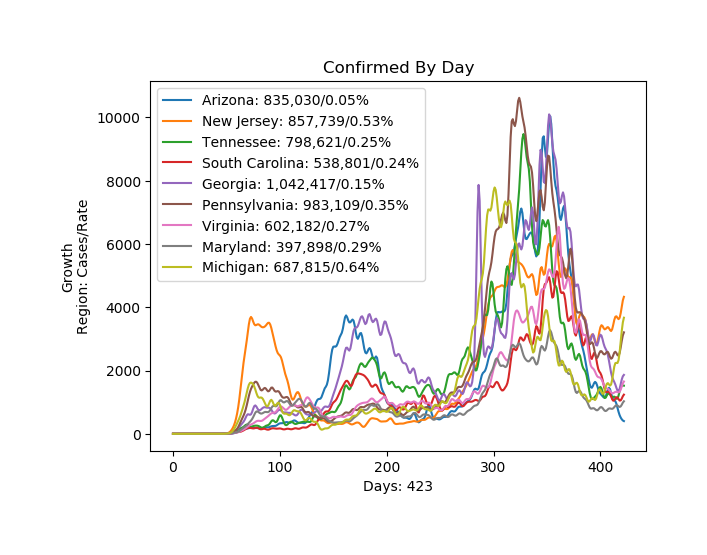 Confirmed By Day
Arizona: 835,030/0.05%
New Jersey: 857,739/0.53%
Tennessee: 798,621/0.25%
South Carolina: 538,801/0.24%
Georgia: 1,042,417/0.15%
Pennsylvania: 983,109/0.35%
Virginia: 602,182/0.27%
Maryland: 397,898/0.29%
Michigan: 687,815/0.64%
Growth
Region: Cases/Rate
10000
8000
6000
4000
2000
0
0 100 200 300 400
Days: 423